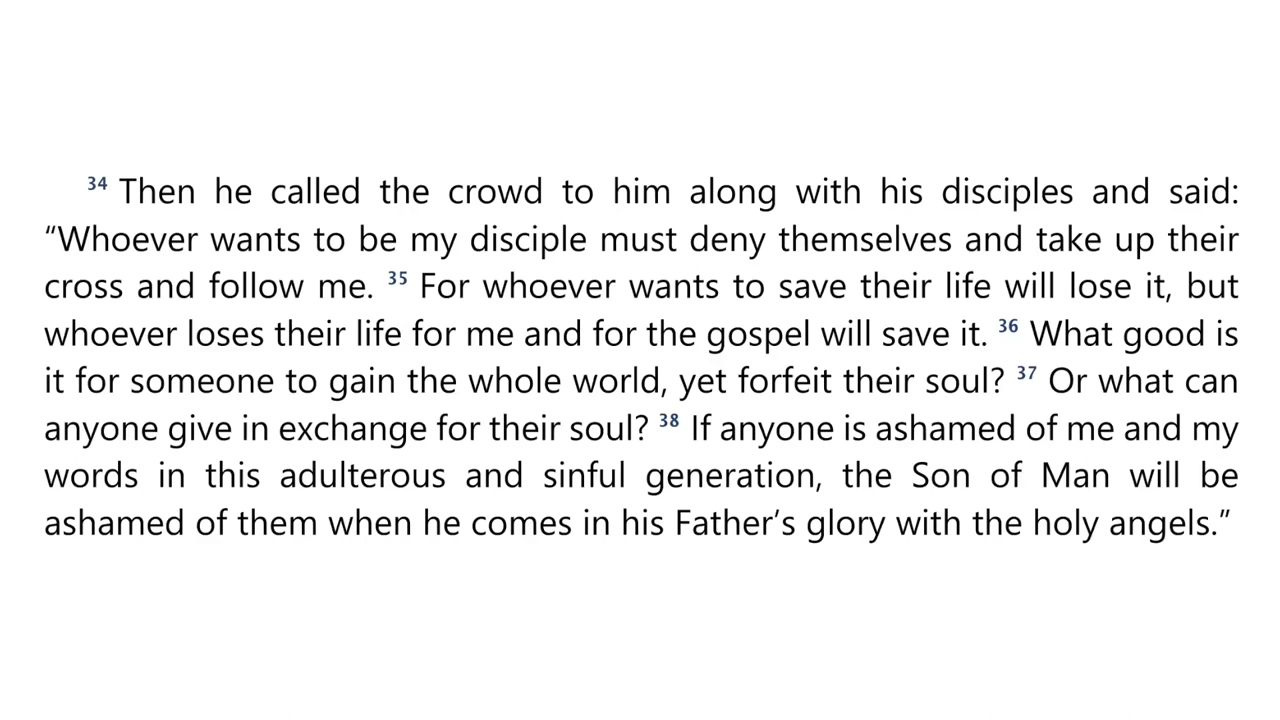 34 Then he called the crowd to him along with his disciples and said:
“Whoever wants to be my disciple must deny themselves and take up their
cross and follow me. 35 For whoever wants to save their life will lose it, but
whoever loses their life for me and for the gospel will save it. 36 What good is
it for someone to gain the whole world, yet forfeit their soul? 37 Or what can
anyone give in exchange for their soul? 38 If anyone is ashamed of me and my
words in this adulterous and sinful generation, the Son of Man will be
ashamed of them when he comes in his Father’s glory with the holy angels.”